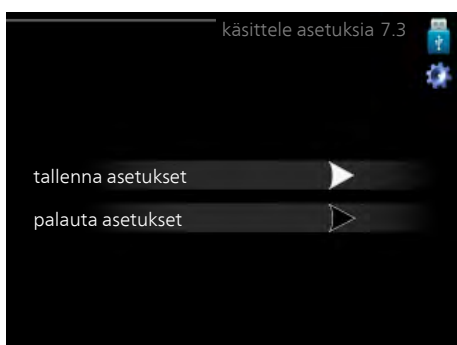 käsittele asetuksia 7.3
tallenna asetukset
palauta asetukset